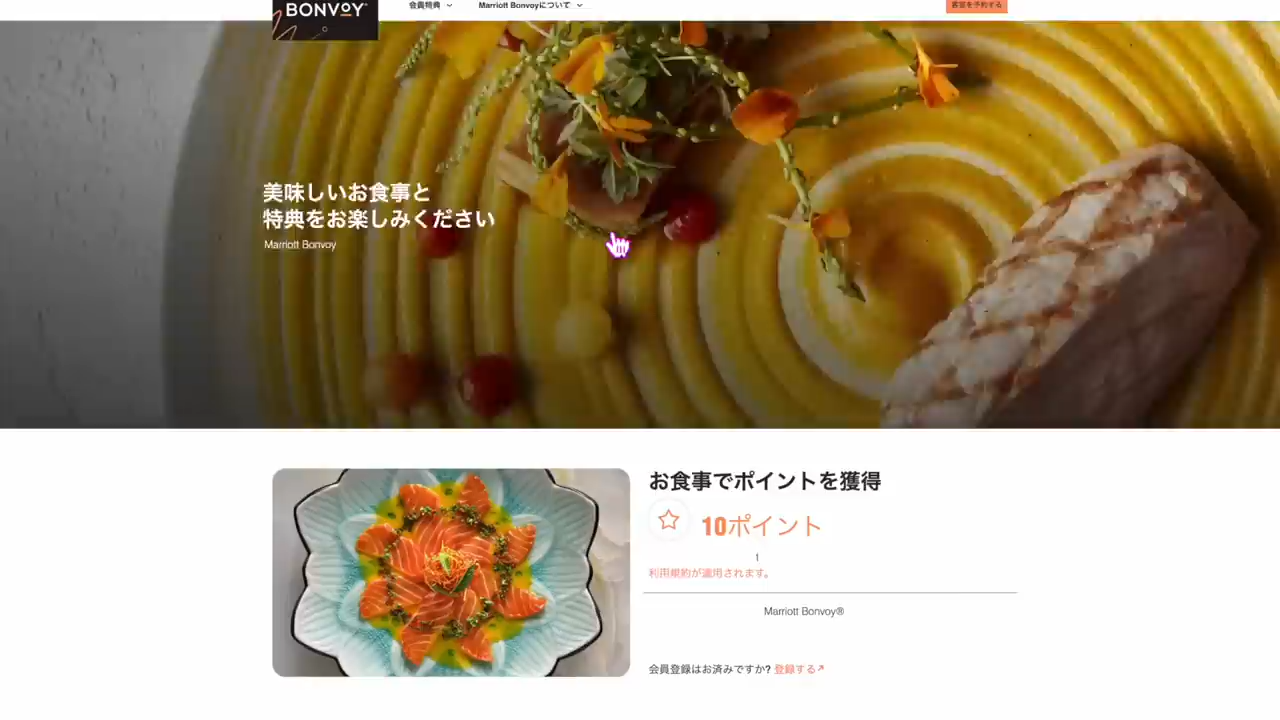 BONVOY
会員特典
Marriott Bonvoyについて
客室を予約する
美味しいお食事と
特典をお楽しみください
Marriott Bonvoy
お食事でポイントを獲得
10ポイント
1
利用規約が適用されます。
Marriott Bonvoy®
会員登録はお済みですか? 登録する